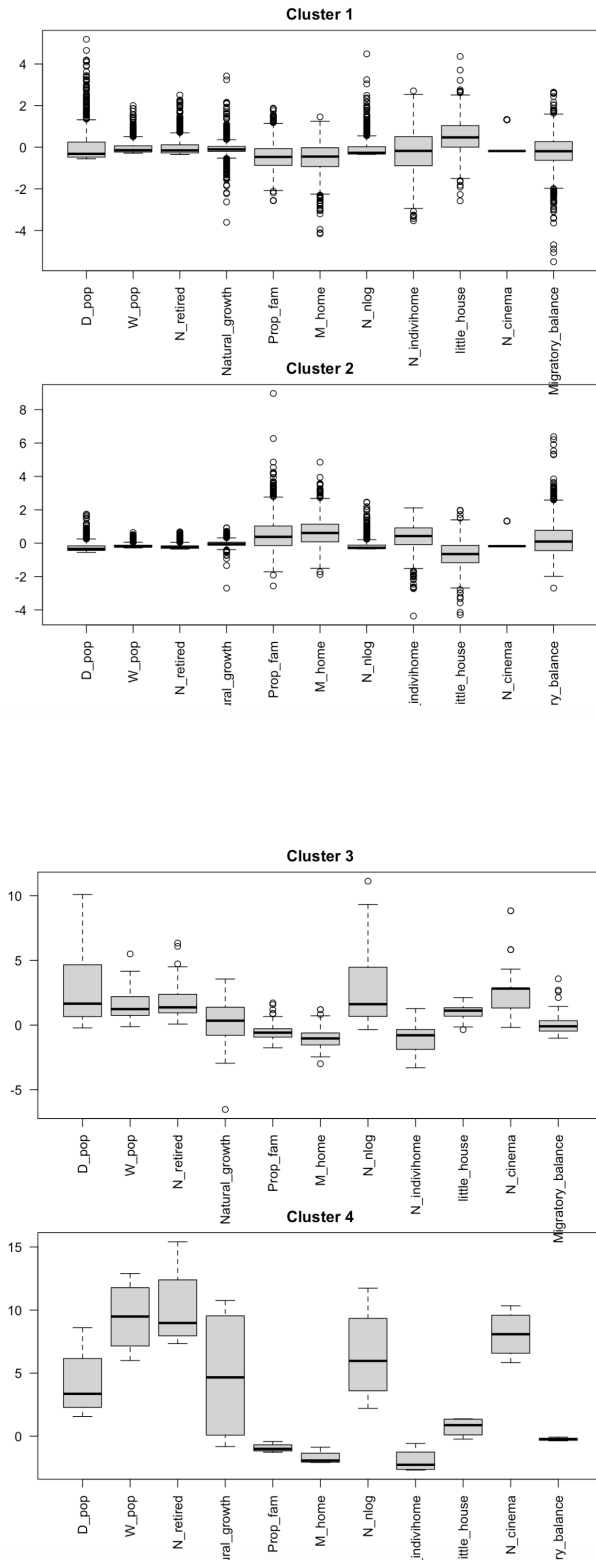 Cluster 1
4
2
0
-2
-4
D_pop
W_pop
N_retired
Natural_growth
Prop_fam
M_home
N_nlog
N_indivihome
little_house
N_cinema
Migratory_balance
Cluster 2
8
6
4
2
0
-2
-4
D_pop
W_pop
N_retired
ural_growth
Prop_fam
M_home
N_nlog
_indivihome
ittle_house
N_cinema
ry_balance
Cluster 3
10
5
0
-5
D_pop
W_pop
N_retired
Natural_growth
Prop_fam
M_home
N_nlog
N_indivihome
little_house
N_cinema
Migratory_balance
Cluster 4
15
10
5
0
D_pop
W_pop
N_retired
ural_growth
Prop_fam
M_home
N_nlog
_indivihome
ittle_house
N_cinema
ry_balance